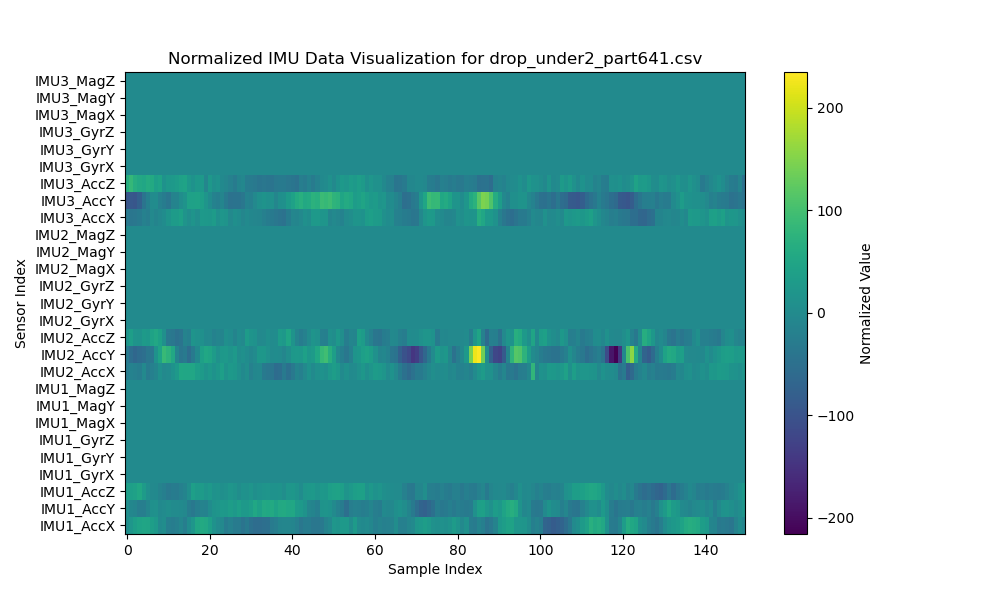 Normalized IMU Data Visualization for drop_under2_part641.csv
Sensor Index
IMU3_MagZ
IMU3_MagY
IMU3_MagX
IMU3_GyrZ
IMU3_GyrY
IMU3_GyrX
IMU3_AccZ
IMU3_AccY
IMU3_AccX
IMU2_MagZ
IMU2_MagY
IMU2_MagX
IMU2_GyrZ
IMU2_GyrY
IMU2_GyrX
IMU2_AccZ
IMU2_AccY
IMU2_AccX
IMU1_MagZ
IMU1_MagY
IMU1_MagX
IMU1_GyrZ
IMU1_GyrY
IMU1_GyrX
IMU1_AccZ
IMU1_AccY
IMU1_AccX
0 20 40 60 80 100 120 140
Sample Index
200
100
0
−100
−200
Normalized Value